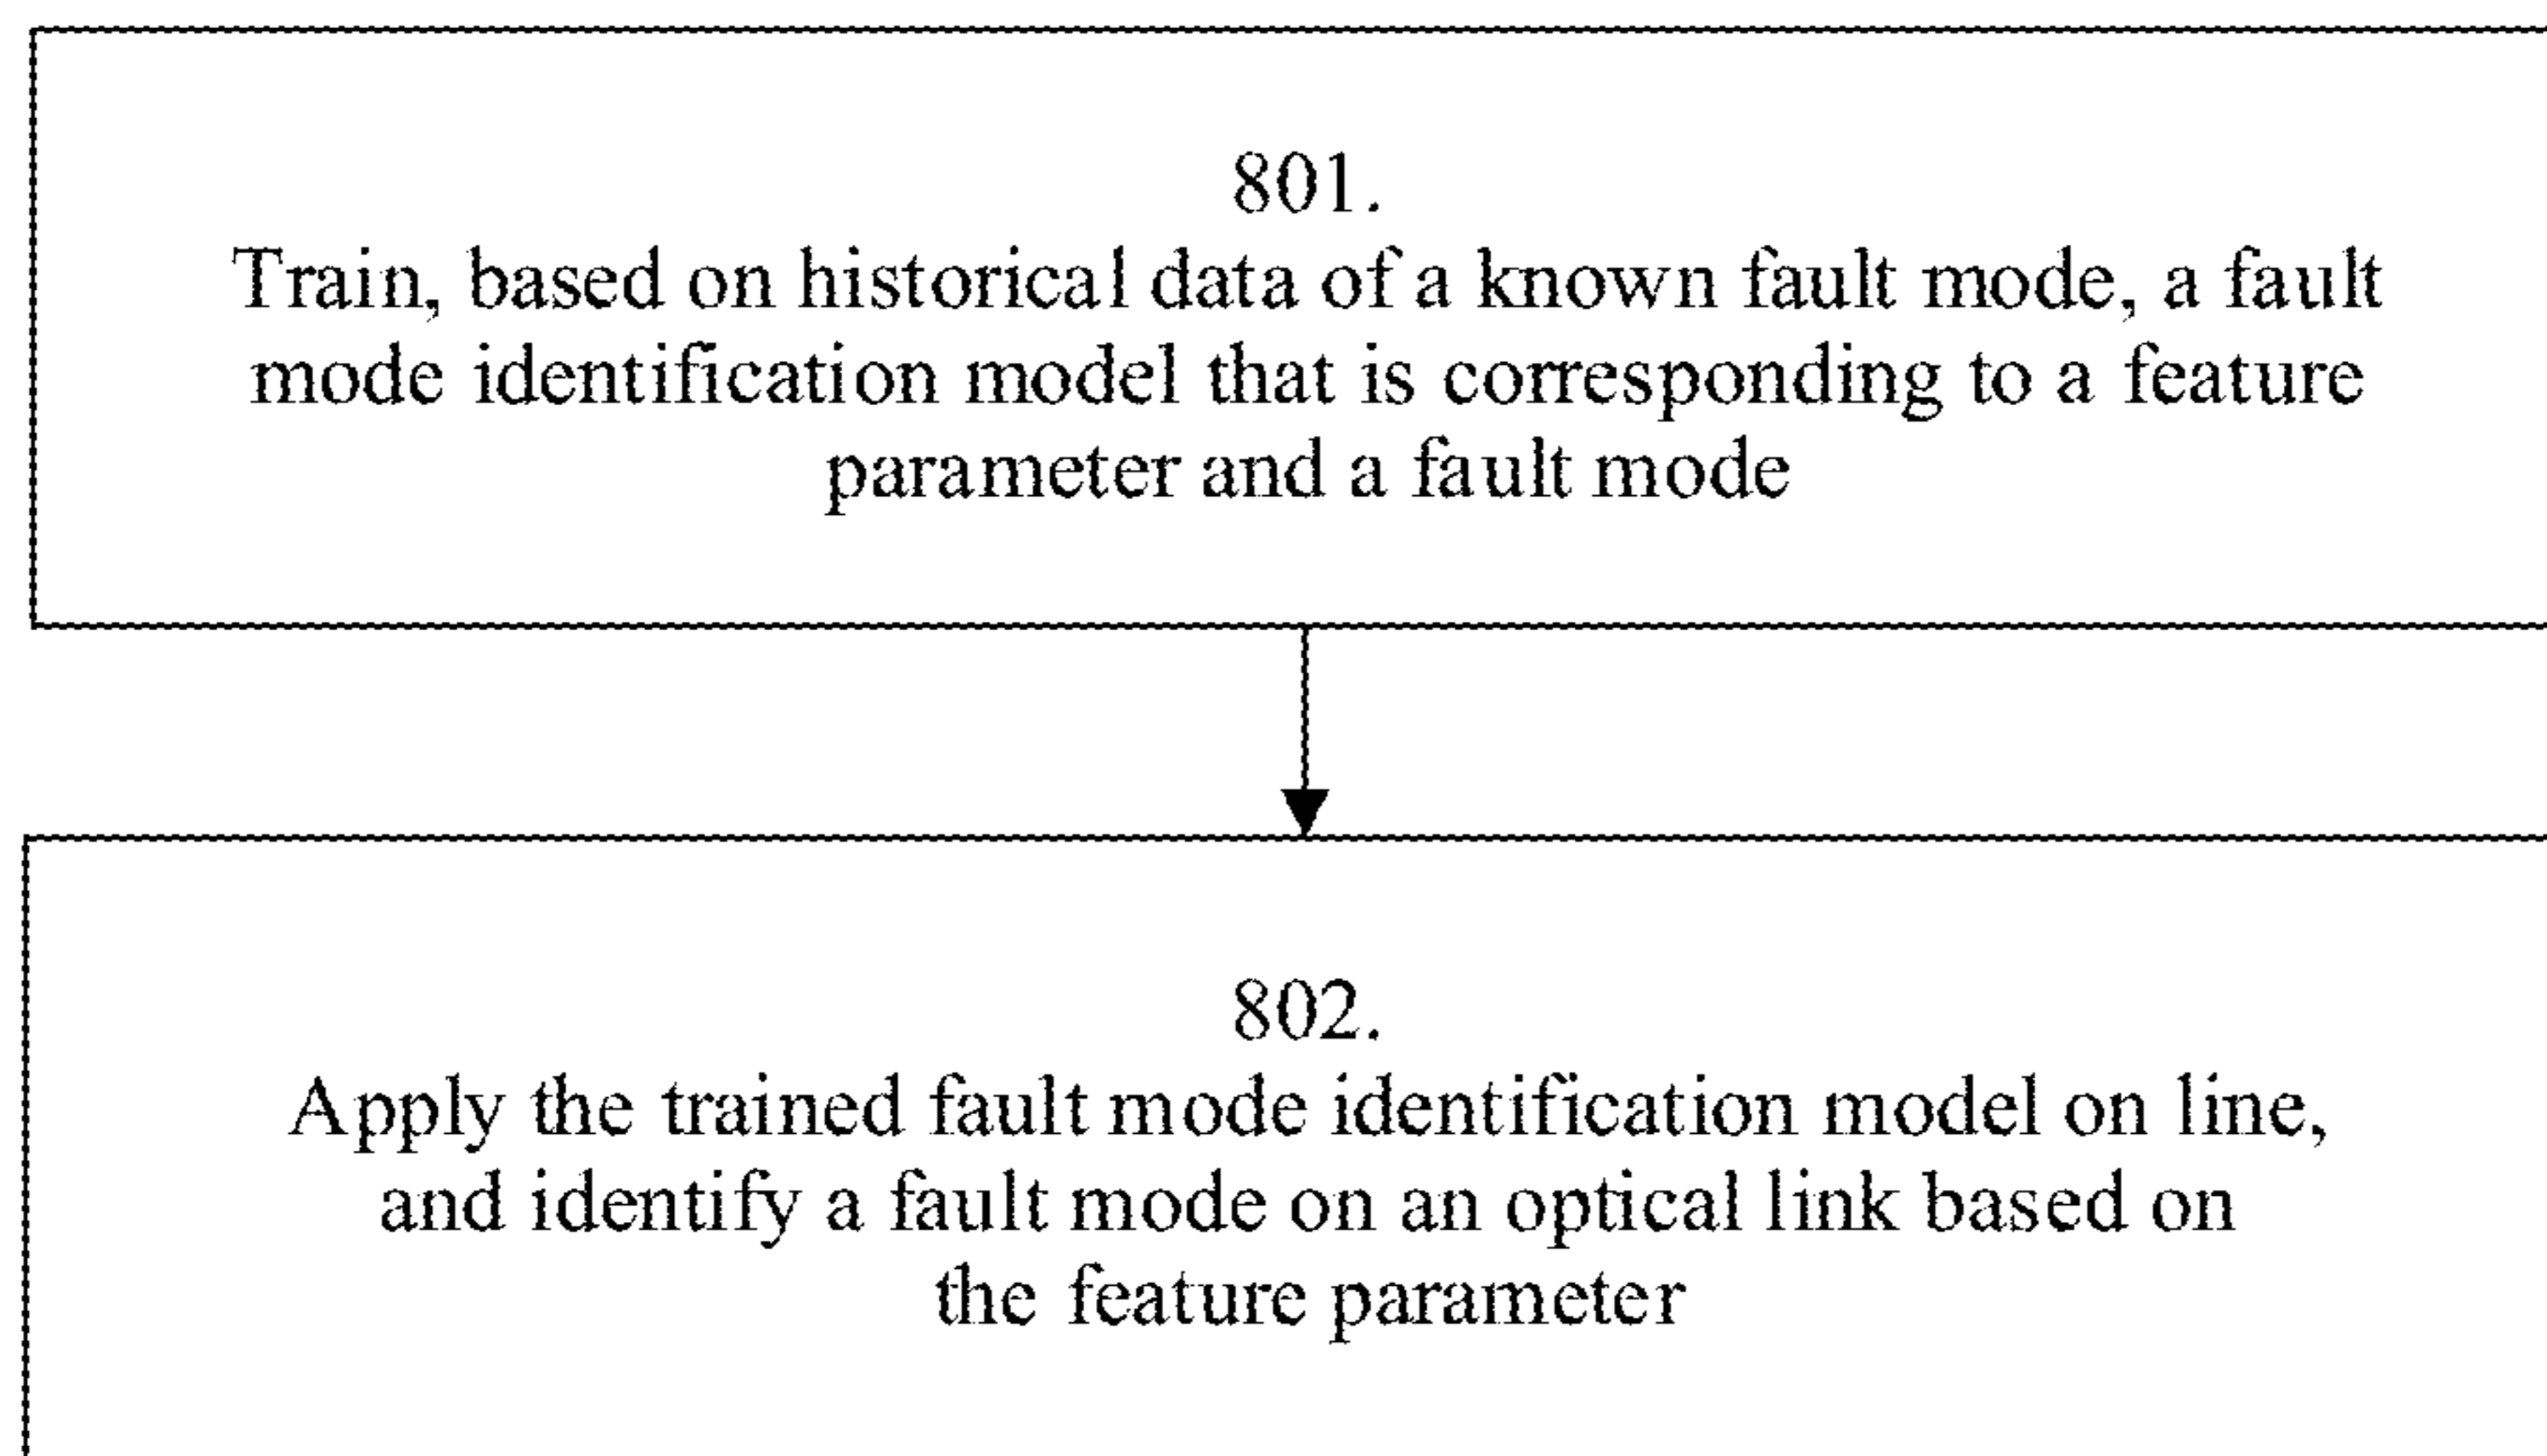 801.
Train, based on historical data of a known fault mode, a fault
mode identification model that is corresponding to a feature
parameter and a fault mode
802.
Apply the trained fault mode identification model on line,
and identify a fault mode on an optical link based on
the feature parameter